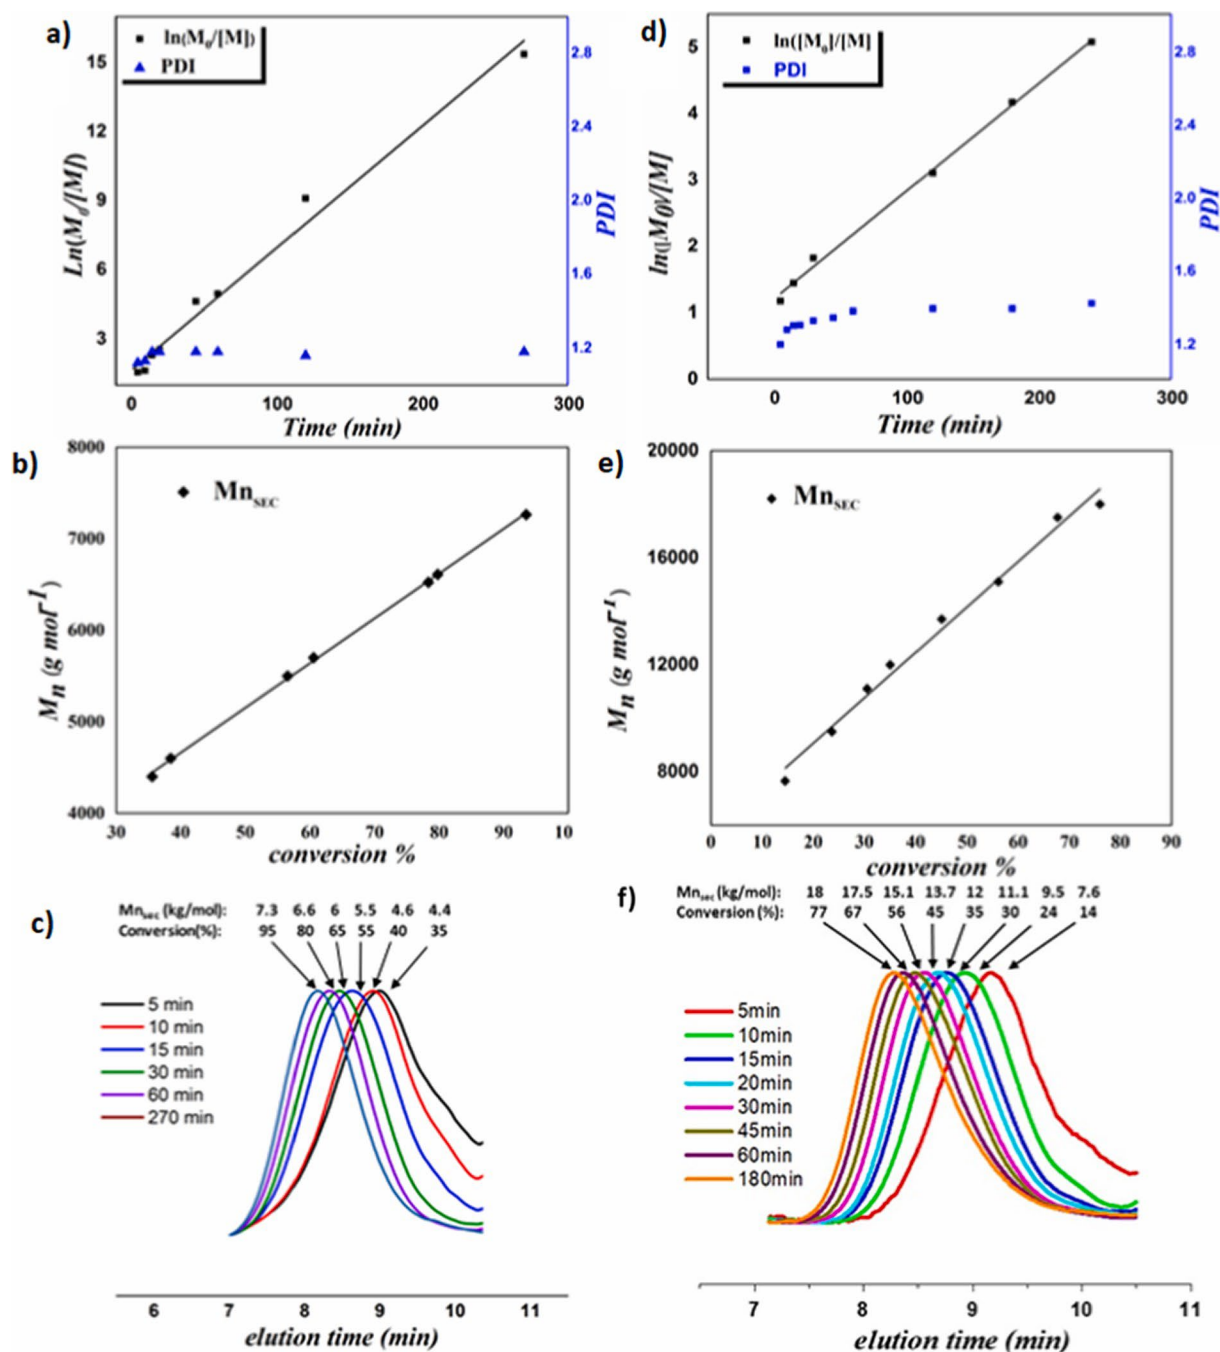 a)
ln(M₀/[M])
PDI
15
12
9
6
3
Ln(M₀/[M])
2.8
2.4
2.0
1.6
1.2
PDI
0 100 200 300
Time (min)
d)
ln([M₀]/[M]
PDI
5
4
3
2
1
0
ln([M0]/[M]
2.8
2.4
2.0
1.6
1.2
PDI
0 100 200 300
Time (min)
b)
MnSEC
8000
7000
6000
5000
4000
Mn (g mol⁻¹)
30 40 50 60 70 80 90 10
conversion %
e)
MnSEC
20000
16000
12000
8000
Mn (g mol⁻¹)
0 10 20 30 40 50 60 70 80 90
conversion %
c)
Mnsec (kg/mol): 7.3 6.6 6 5.5 4.6 4.4
Conversion(%): 95 80 65 55 40 35
5 min
10 min
15 min
30 min
60 min
270 min
6 7 8 9 10 11
elution time (min)
f)
Mnsec (kg/mol): 18 17.5 15.1 13.7 12 11.1 9.5 7.6
Conversion (%): 77 67 56 45 35 30 24 14
5min
10min
15min
20min
30min
45min
60min
180min
7 8 9 10 11
elution time (min)